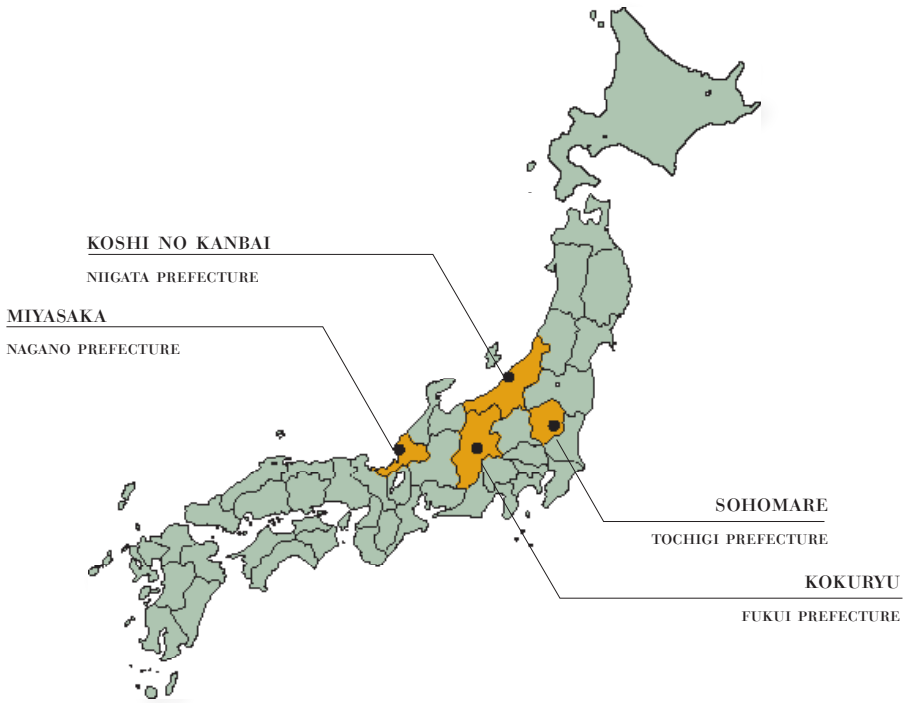 KOSHI NO KANBAI
NIIGATA PREFECTURE
MIYASAKA
NAGANO PREFECTURE
SOHOMARE
TOCHIGI PREFECTURE
KOKURYU
FUKUI PREFECTURE